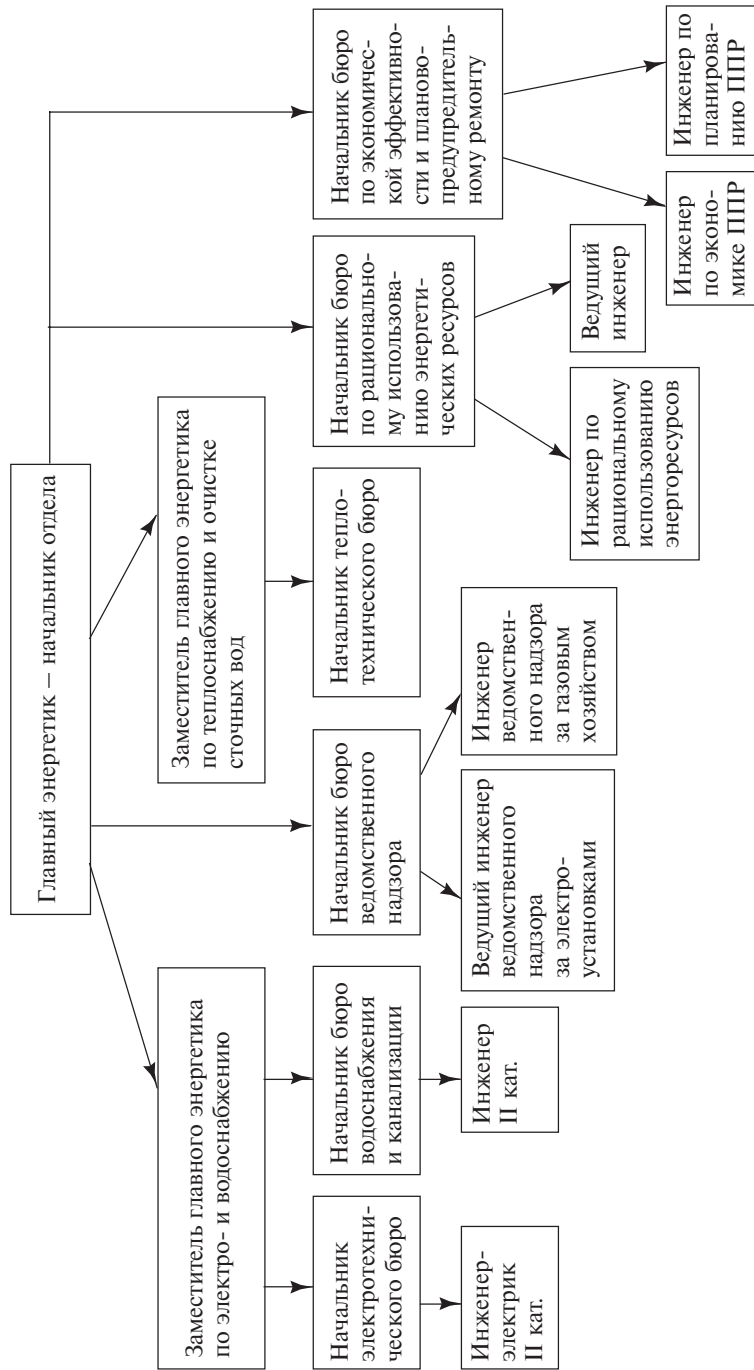 Главный энергетик – начальник отдела
Заместитель главного энергетика
по электро- и водоснабжению
Заместитель главного энергетика
по теплоснабжению и очистке
сточных вод
Начальник
электротехни-
ческого бюро
Начальник бюро
водоснабжения
и канализации
Начальник бюро
ведомственного
надзора
Начальник тепло-
технического бюро
Начальник бюро
по рационально-
му использова-
нию энергети-
ческих ресурсов
Начальник бюро
по экономичес-
кой эффективно-
сти и планово-
предупредитель-
ному ремонту
Инженер-
электрик
II кат.
Инженер
II кат.
Ведущий инженер
ведомственного
надзора
за электро-
установками
Инженер
ведомствен-
ного надзора
за газовым
хозяйством
Инженер по
рациональному
использованию
энергоресурсов
Ведущий
инженер
Инженер
по эконо-
мике ППР
Инженер по
планирова-
нию ППР